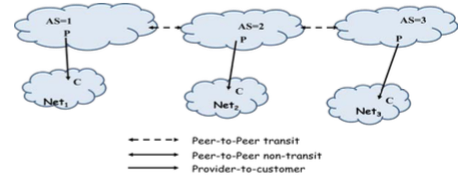 AS=1
AS=2
AS=3
P
P
P
C
C
C
Net1
Net2
Net3
Peer-to-Peer transit
Peer-to-Peer non-transit
Provider-to-customer